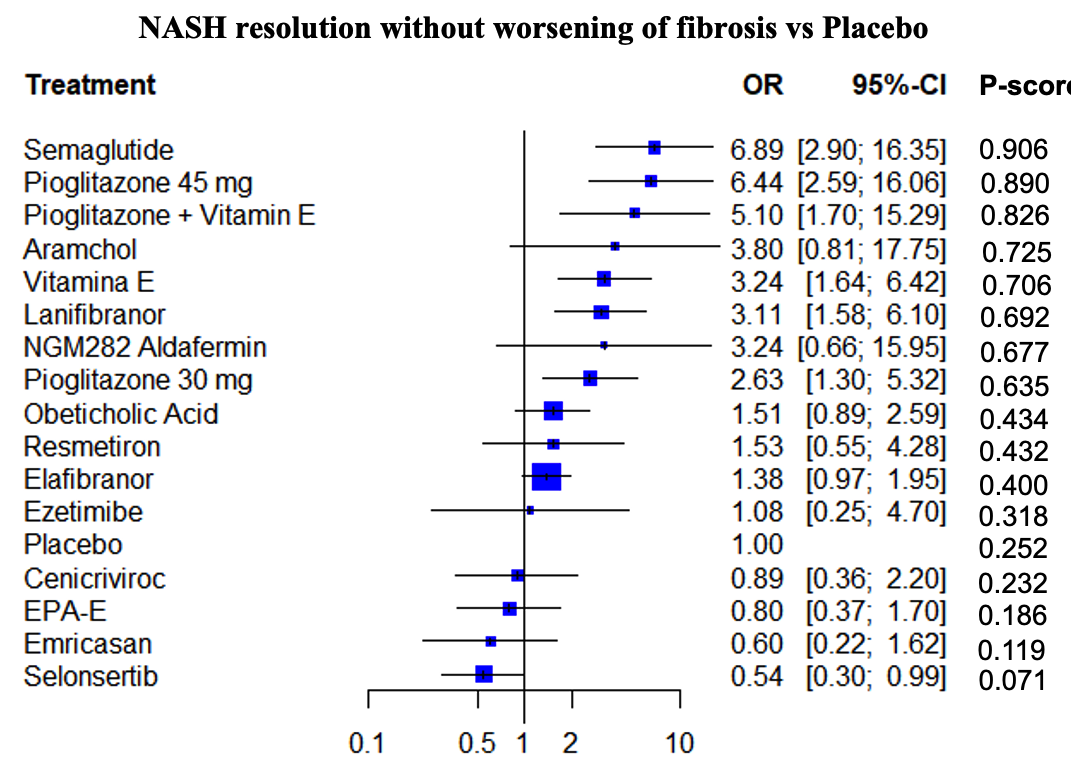 NASH resolution without worsening of fibrosis vs Placebo
Treatment OR 95%-CI P-score
Semaglutide 6.89 [2.90; 16.35] 0.906
Pioglitazone 45 mg 6.44 [2.59; 16.06] 0.890
Pioglitazone + Vitamin E 5.10 [1.70; 15.29] 0.826
Aramchol 3.80 [0.81; 17.75] 0.725
Vitamina E 3.24 [1.64; 6.42] 0.706
Lanifibranor 3.11 [1.58; 6.10] 0.692
NGM282 Aldafermin 3.24 [0.66; 15.95] 0.677
Pioglitazone 30 mg 2.63 [1.30; 5.32] 0.635
Obeticholic Acid 1.51 [0.89; 2.59] 0.434
Resmetiron 1.53 [0.55; 4.28] 0.432
Elafibranor 1.38 [0.97; 1.95] 0.400
Ezetimibe 1.08 [0.25; 4.70] 0.318
Placebo 1.00 0.252
Cenicriviroc 0.89 [0.36; 2.20] 0.232
EPA-E 0.80 [0.37; 1.70] 0.186
Emricasan 0.60 [0.22; 1.62] 0.119
Selonsertib 0.54 [0.30; 0.99] 0.071
0.1 0.5 1 2 10